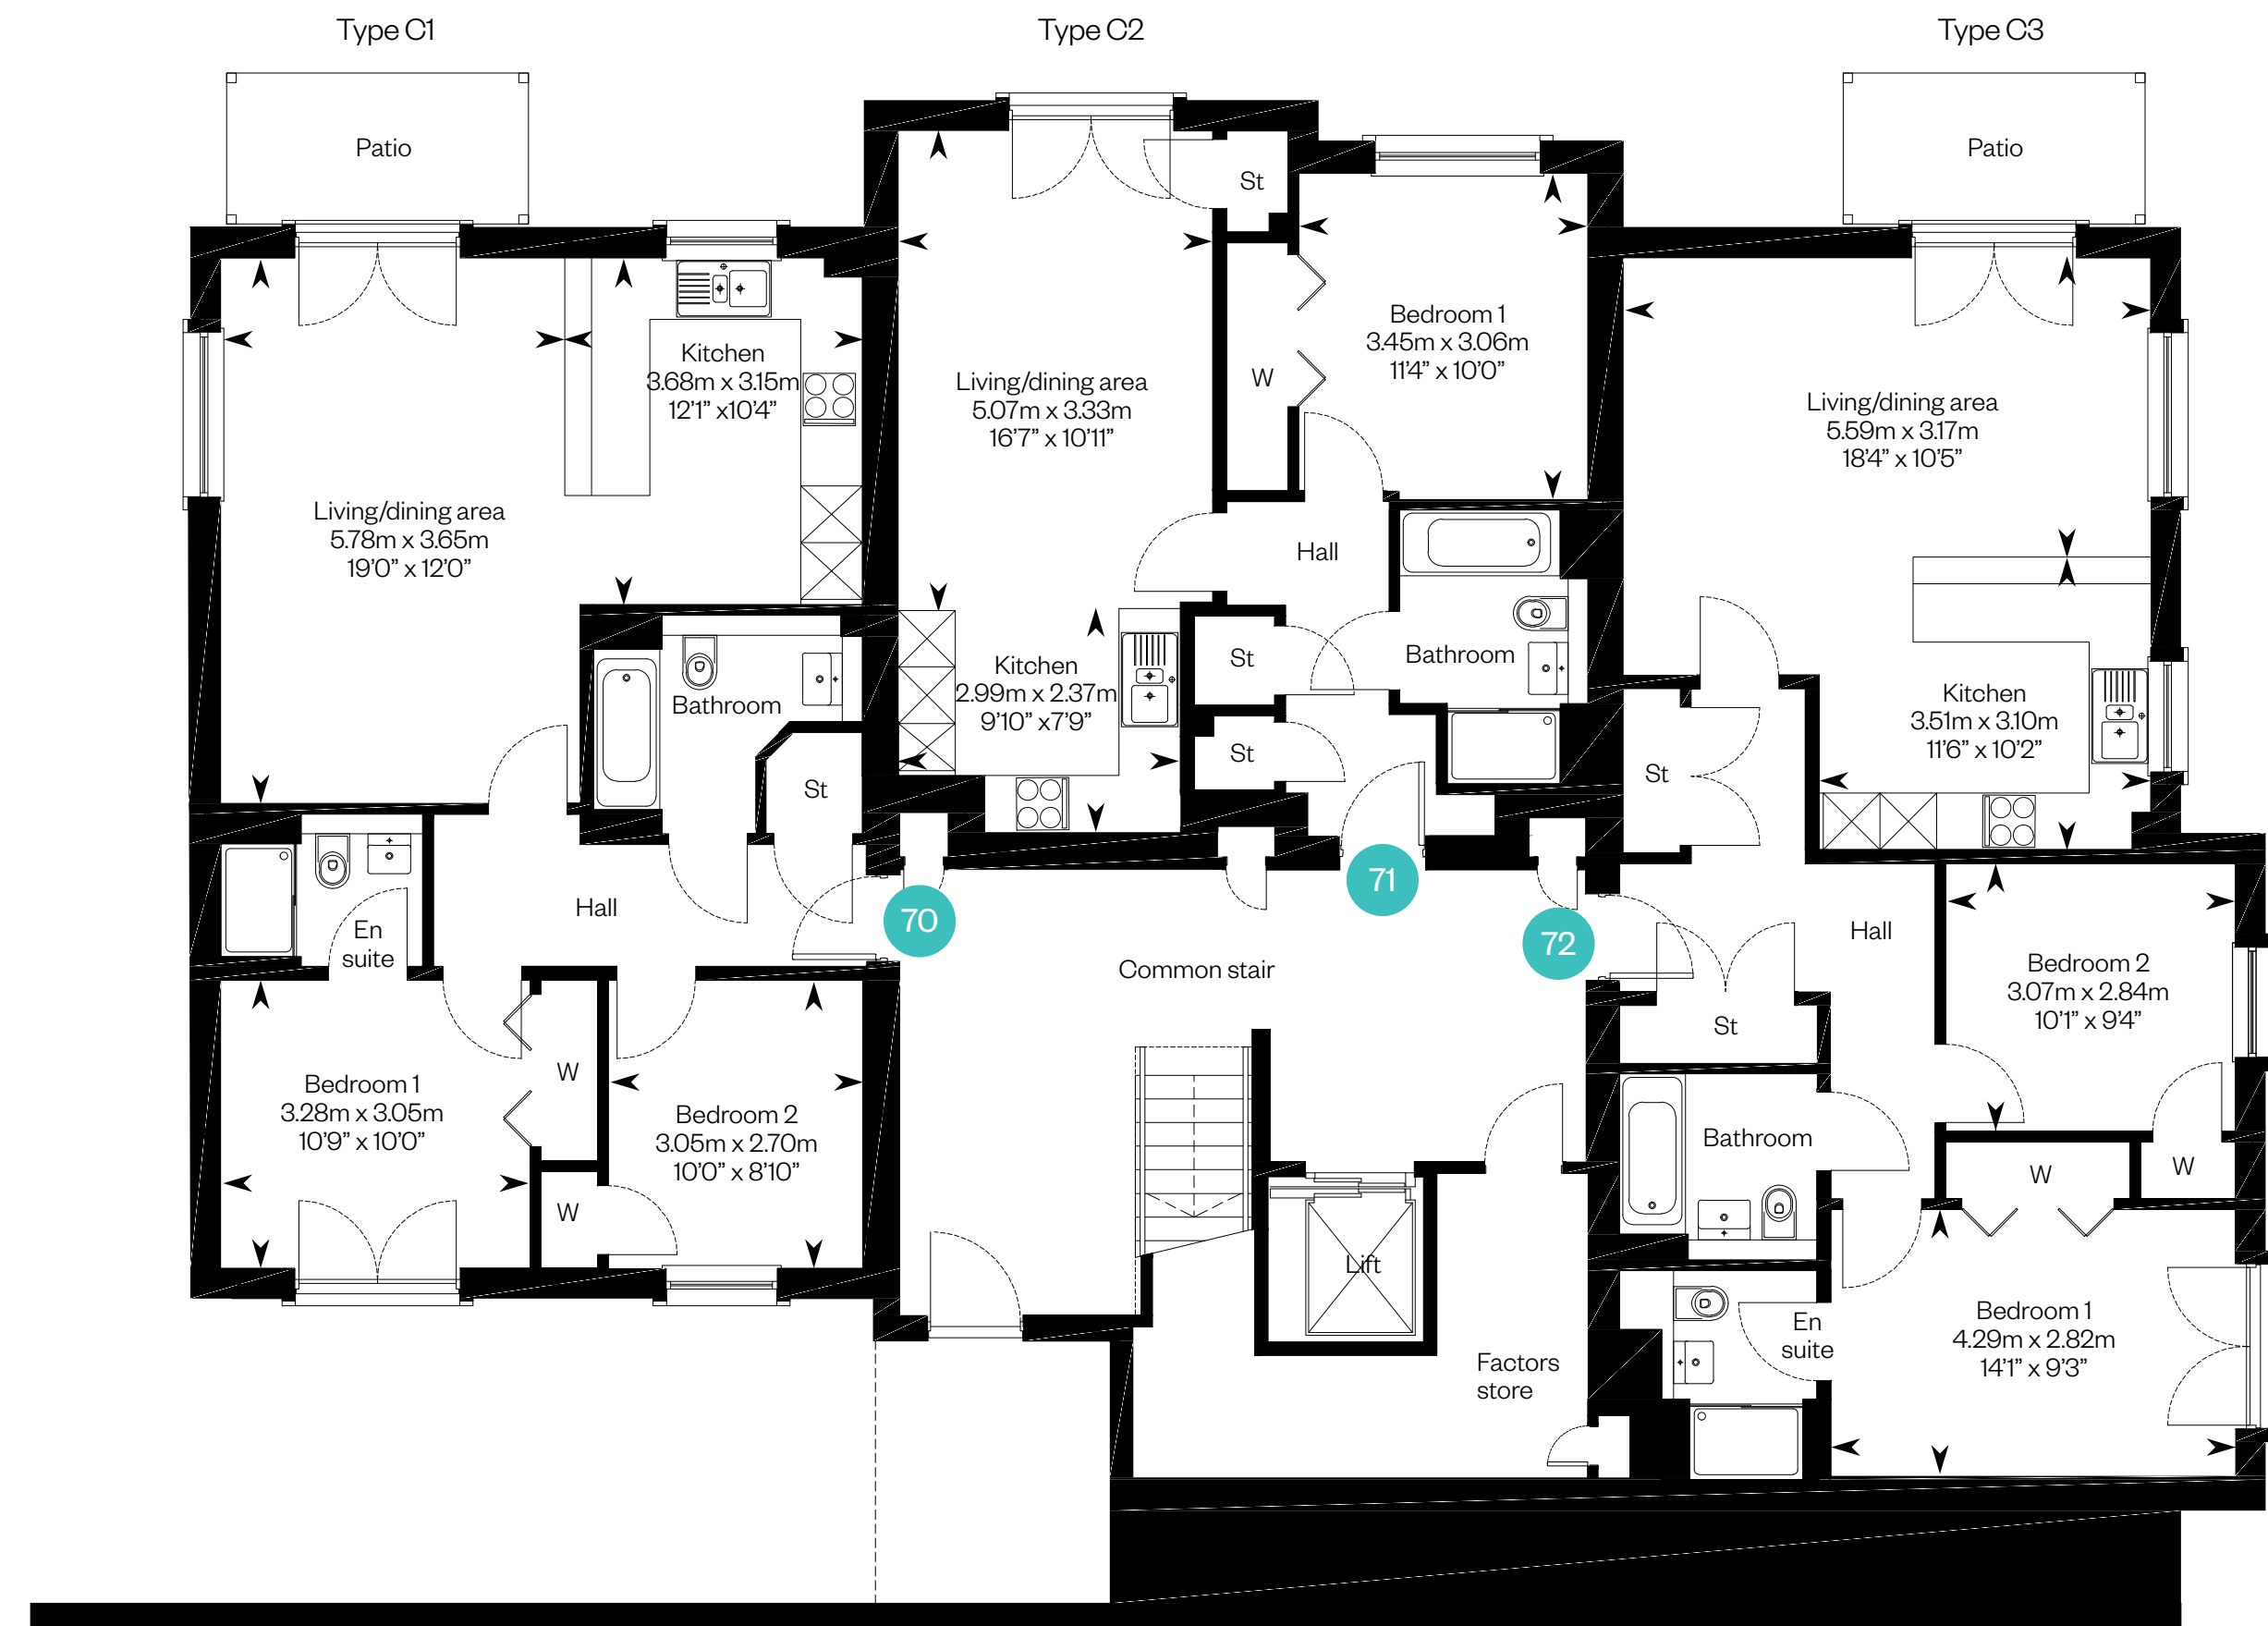 Type C1
Type C2
Type C3
Patio
Kitchen
3.68m x 3.15m
12'1” x10'4”
Living/dining area
5.78m x 3.65m
19'0” x 12'0”
Bathroom
St
En
suite
Hall
70
Bedroom 1
3.28m x 3.05m
10'9” x 10'0”
W
W
Bedroom 2
3.05m x 2.70m
10'0” x 8'10”
St
Living/dining area
5.07m x 3.33m
16'7” x 10'11”
W
Bedroom 1
3.45m x 3.06m
11'4” x 10'0”
Hall
Kitchen
2.99m x 2.37m
9'10” x7'9”
St
St
Bathroom
71
Common stair
Lift
Factors
store
Patio
Living/dining area
5.59m x 3.17m
18'4” x 10'5”
Kitchen
3.51m x 3.10m
11'6” x 10'2”
St
72
Hall
St
Bedroom 2
3.07m x 2.84m
10'1” x 9'4”
Bathroom
W
W
En
suite
Bedroom 1
4.29m x 2.82m
14'1” x 9'3”